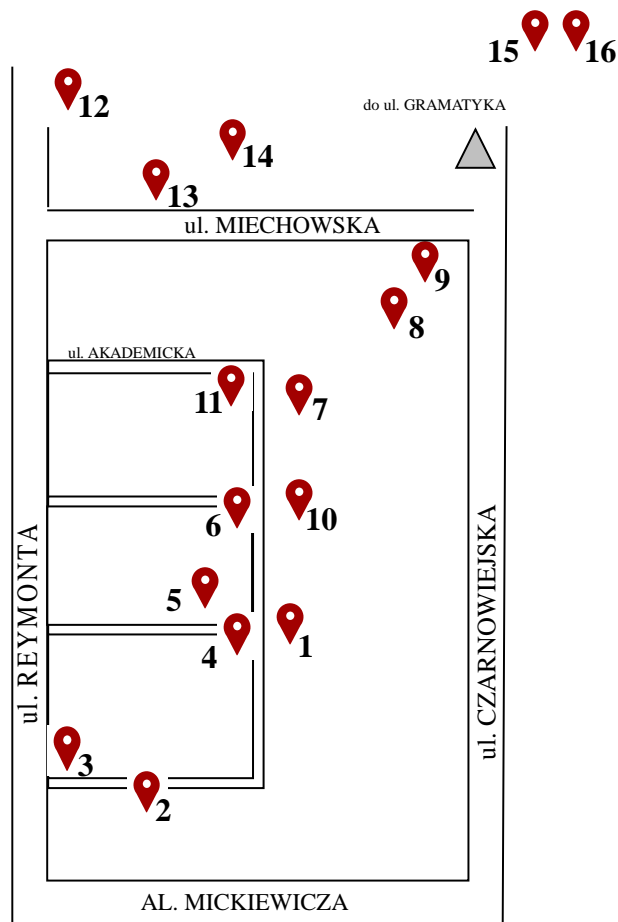 15
16
12
do ul. GRAMATYKA
14
13
ul. MIECHOWSKA
9
8
ul. AKADEMICKA
11
7
6
10
5
4
1
ul. REYMONTA
ul. CZARNOWIEJSKA
3
2
AL. MICKIEWICZA